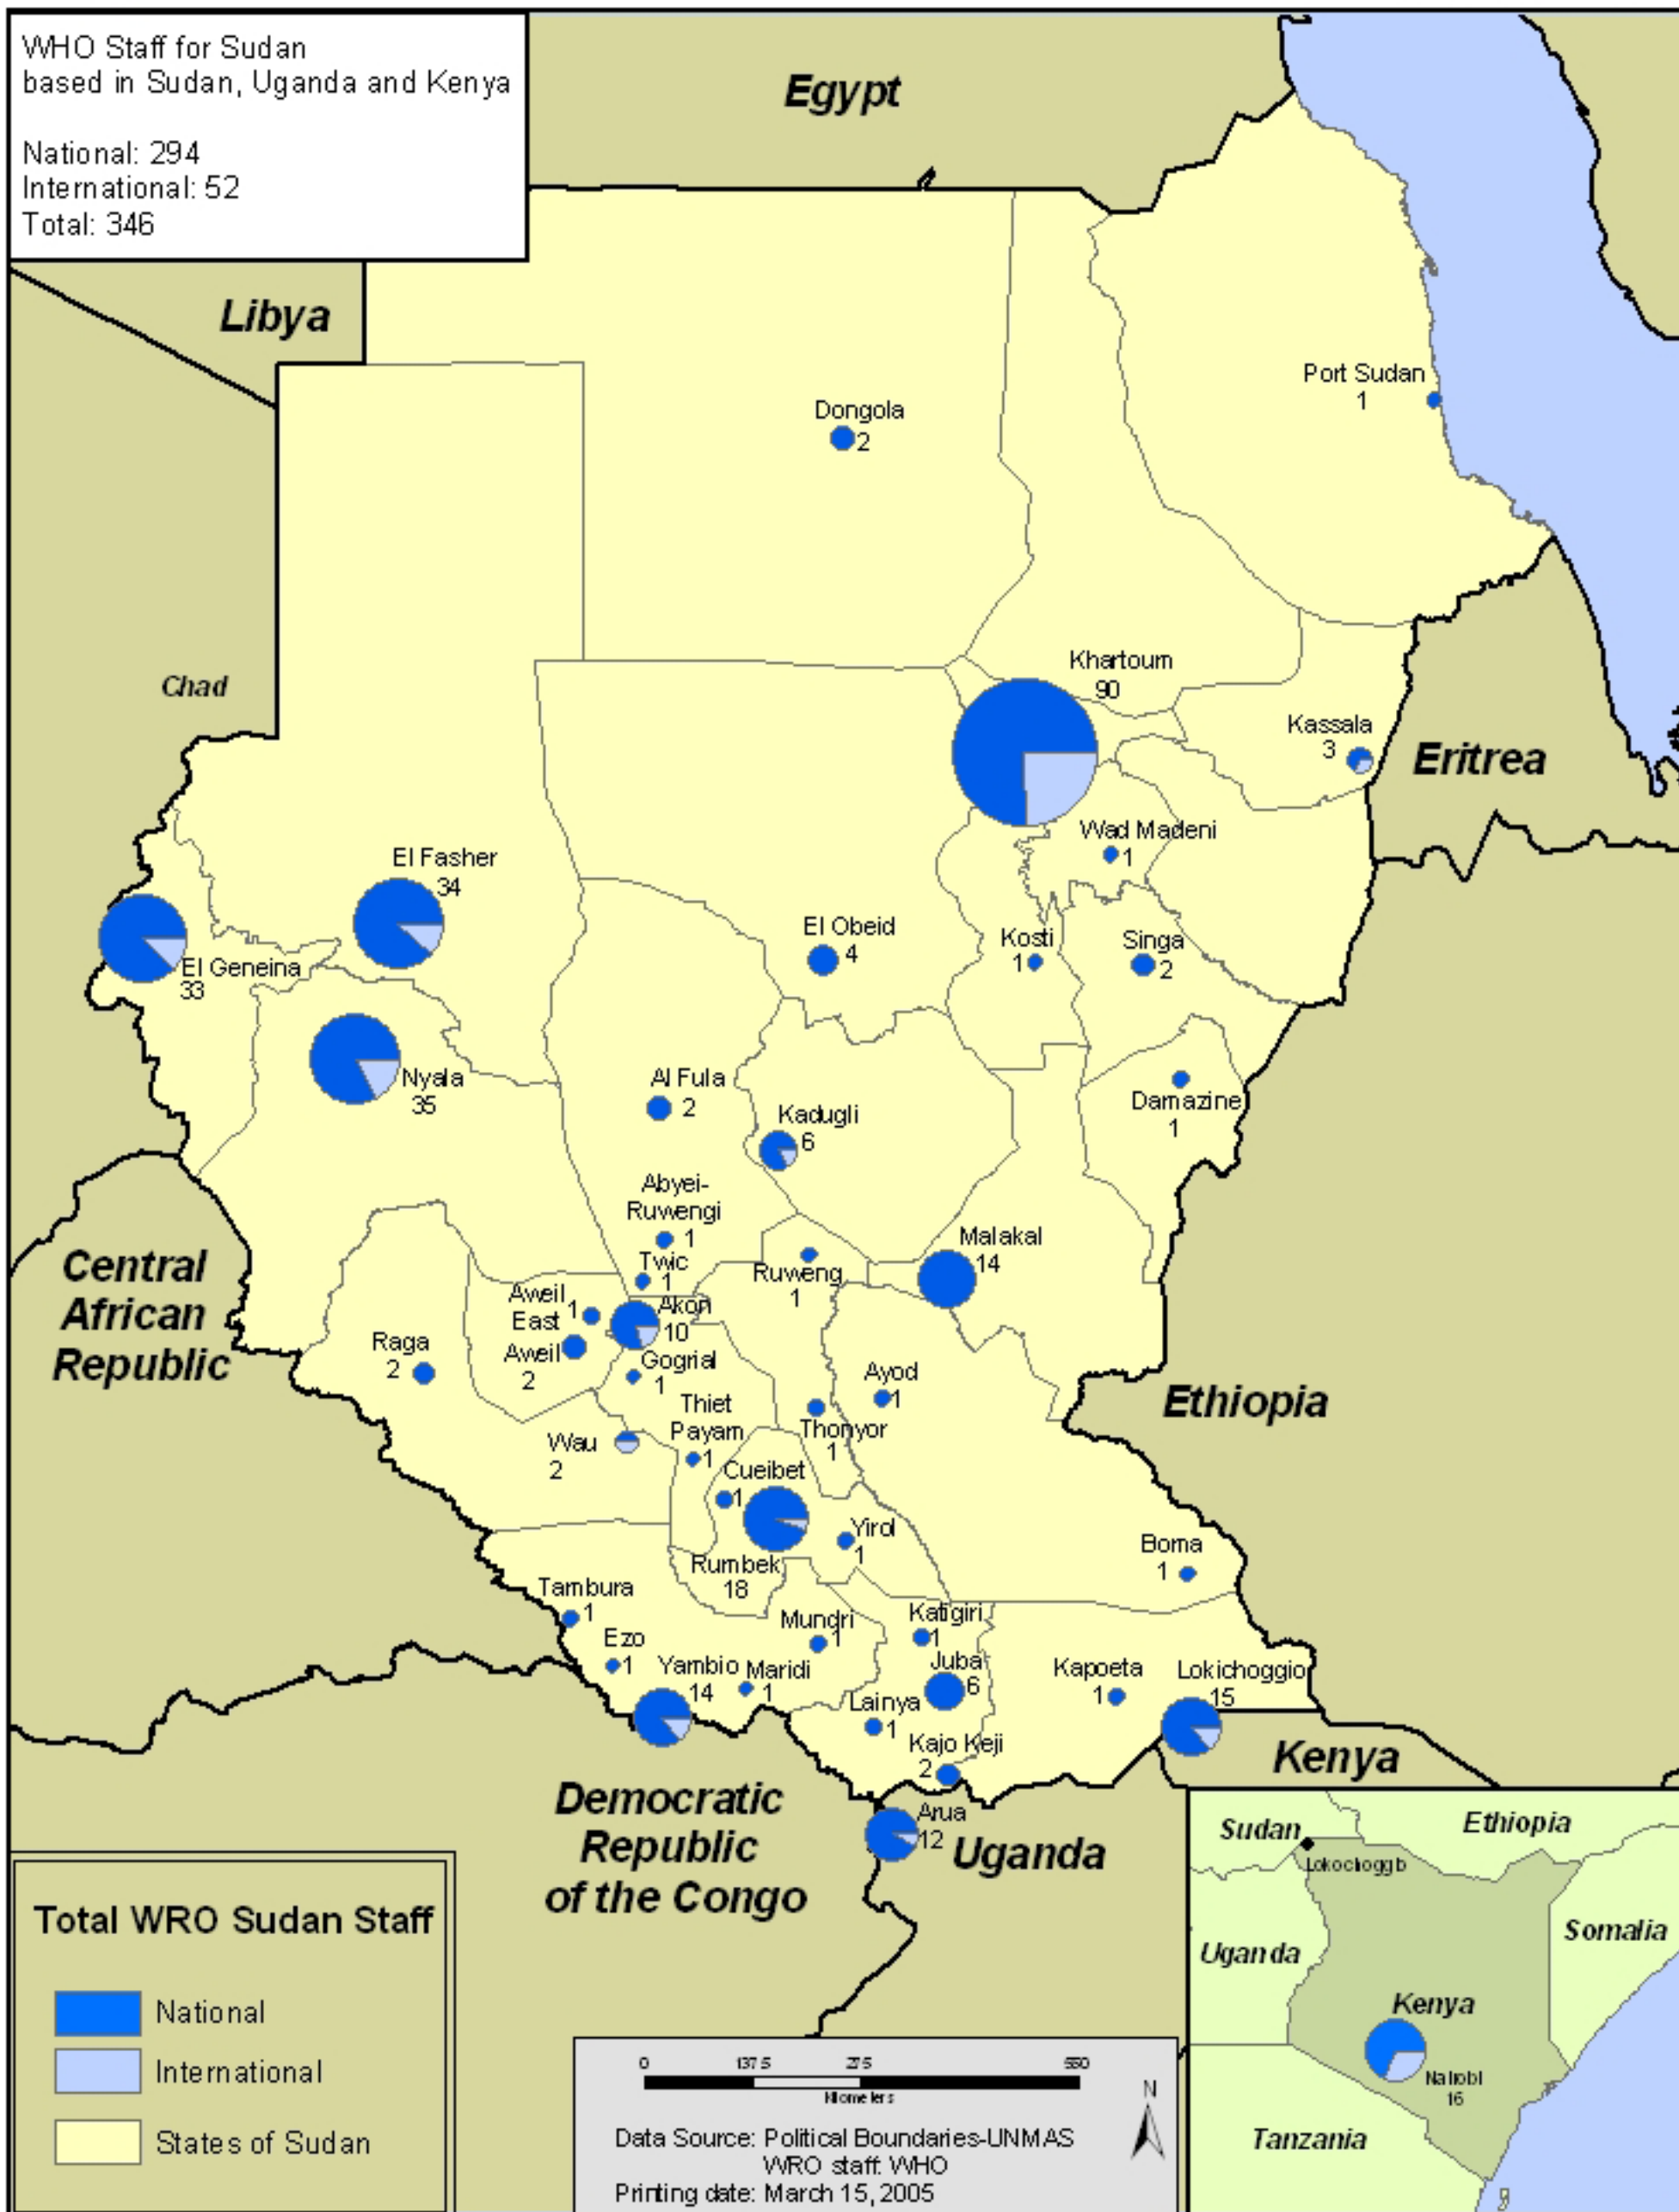 WHO Staff for Sudan
based in Sudan, Uganda and Kenya
National: 294
International: 52
Total: 346
Egypt
Libya
Port Sudan
1
Dongola
2
Chad
Khartoum
90
Kassala
3
Eritrea
Wad Madeni
1
El Fasher
34
El Geneina
33
El Obeid
4
Kosti
1
Singa
2
Nyala
35
Al Fula
2
Kadugli
6
Damazine
1
Abyei-
Ruwengi
1
Twic
1
Ruweng
1
Malakal
14
Central
African
Republic
Aweil
East
1
Akon
10
Raga
2
Aweil
2
Gogrial
1
Ayod
1
Ethiopia
Thiet
Payam
1
Thonyor
1
Wau
2
Cueibet
1
Rumbek
18
Yirol
1
Boma
1
Tambura
1
Ezo
1
Mundri
1
Katigiri
1
Yambio
14
Maridi
1
Juba
6
Lainya
1
Kapoeta
1
Lokichoggio
15
Kajo Keji
2
Kenya
Democratic
Republic
of the Congo
Arua
12
Uganda
Total WRO Sudan Staff
National
International
States of Sudan
0 137.5 275 550
Kilometers
N
Data Source: Political Boundaries-UNMAS
WRO staff: WHO
Printing date: March 15, 2005
Sudan
Ethiopia
Uganda
Somalia
Kenya
Nairobi
16
Tanzania